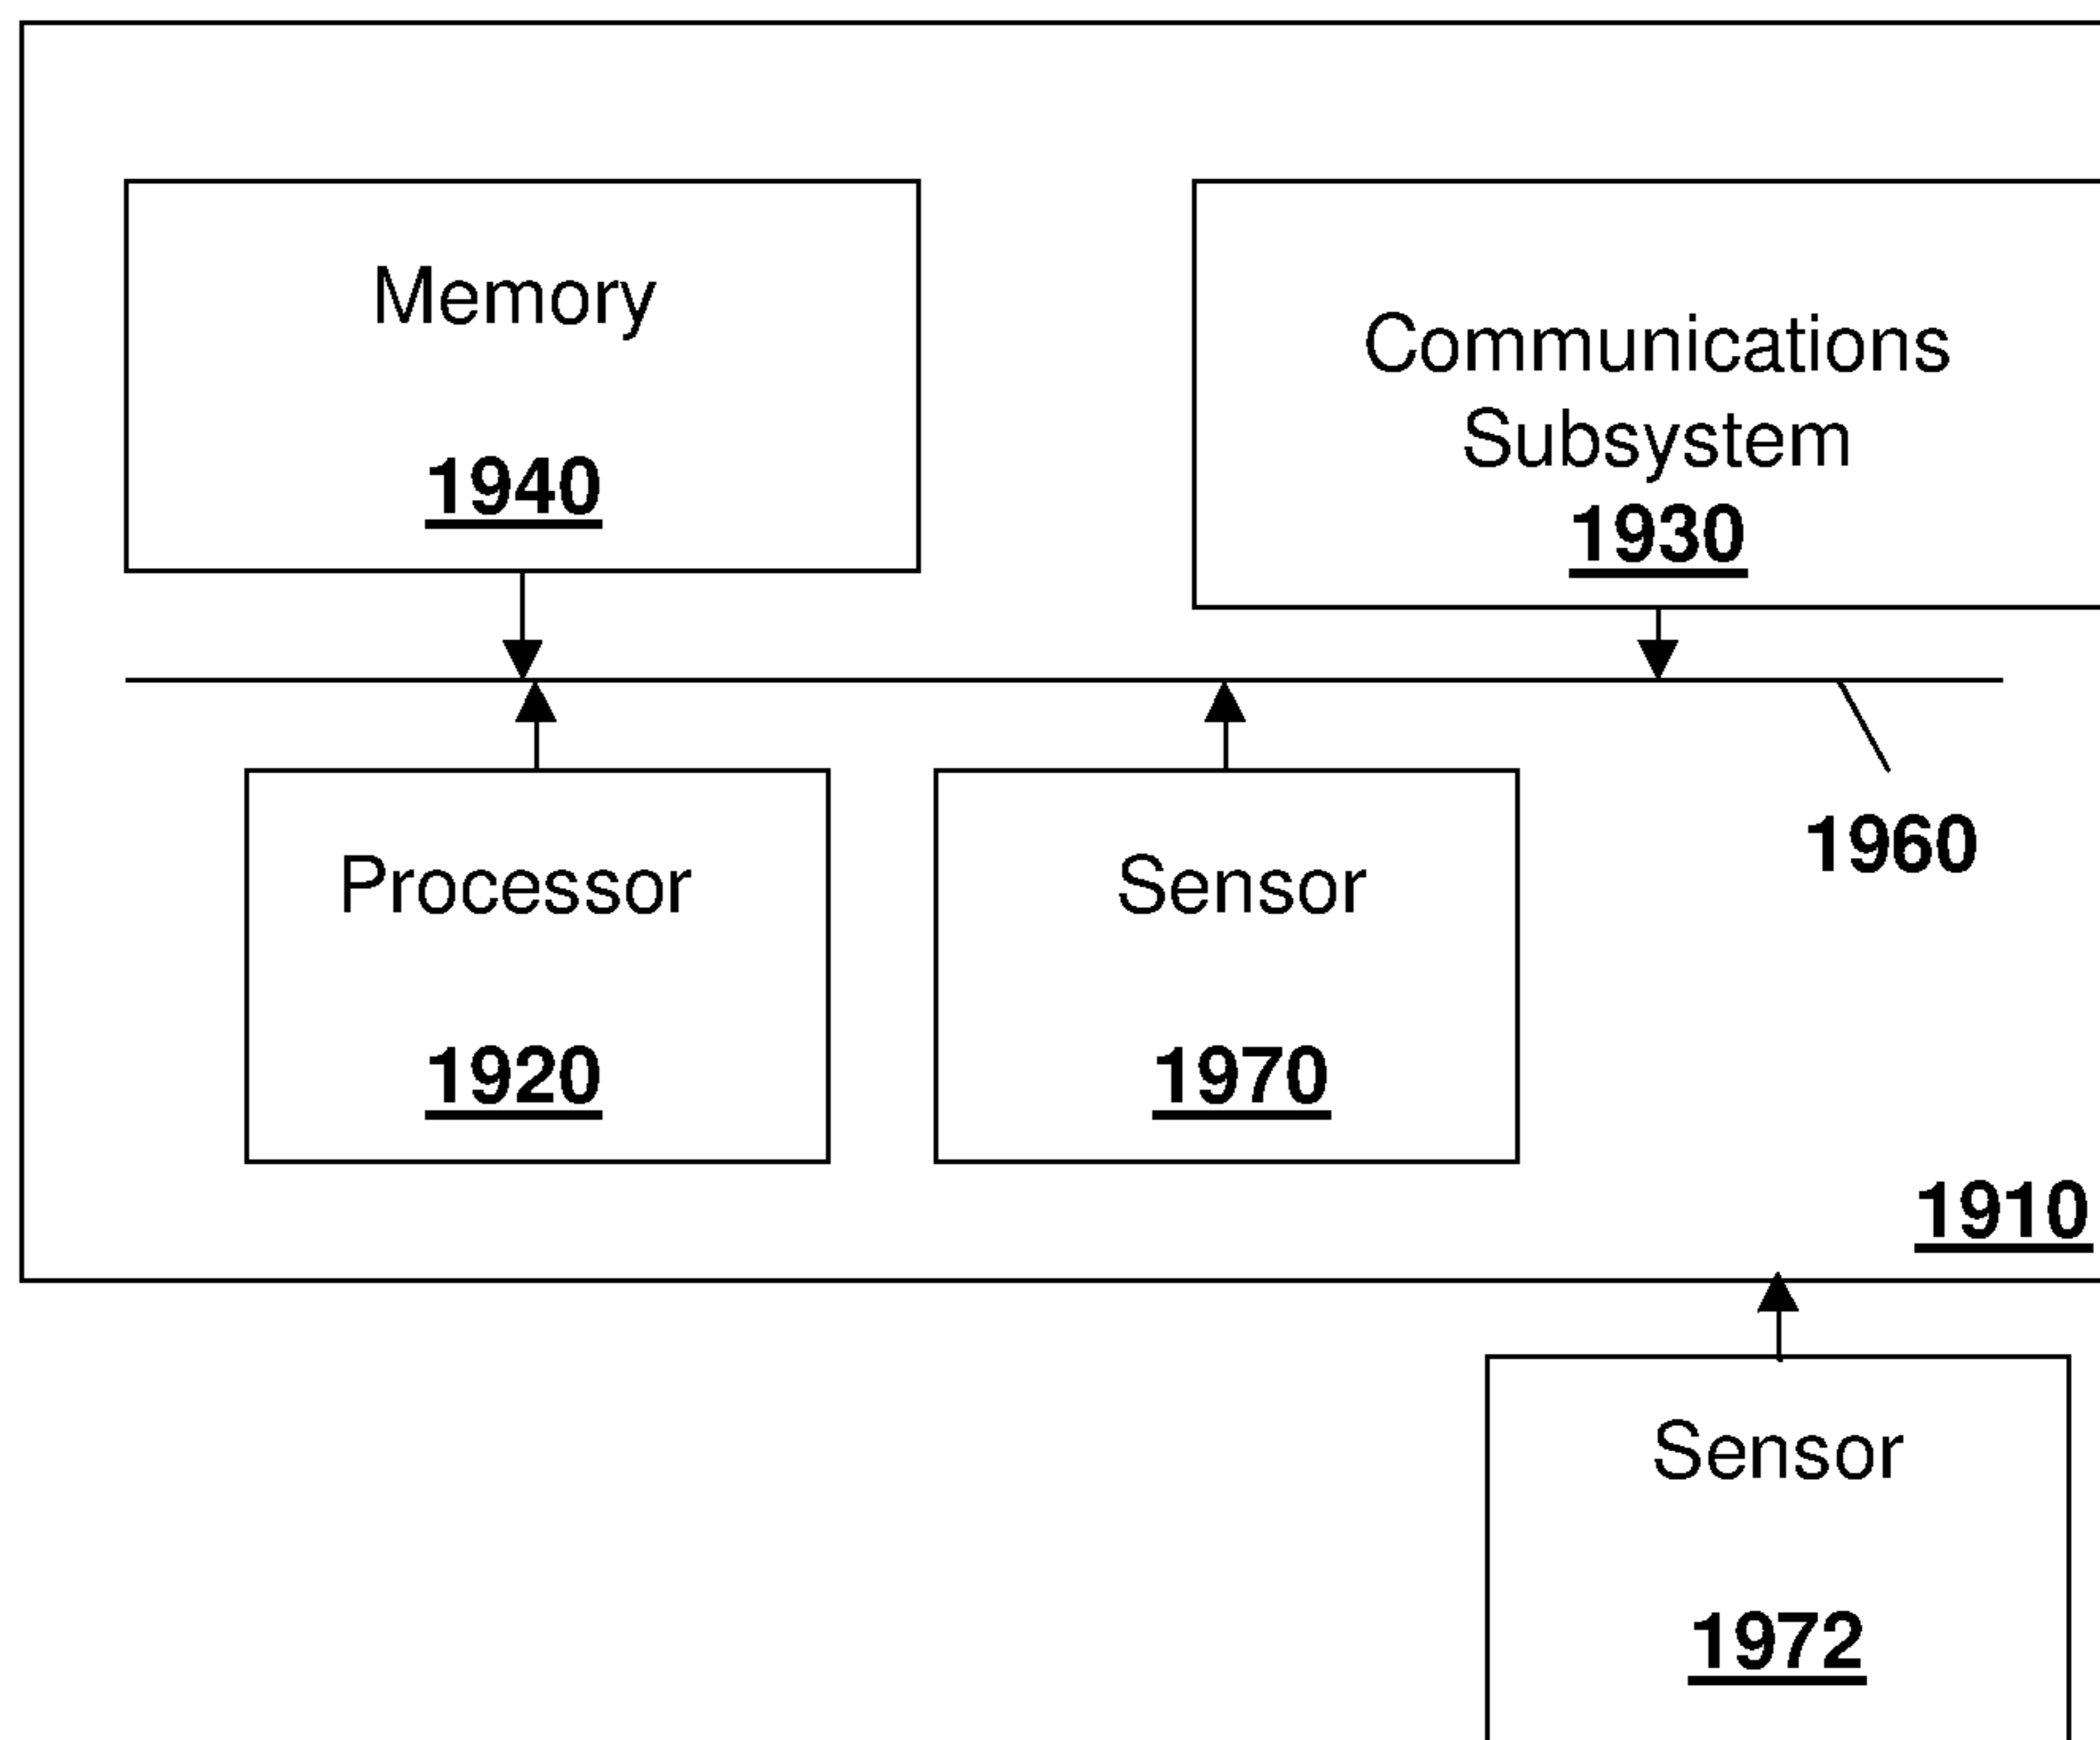 Memory
1940
Communications
Subsystem
1930
Processor
1920
Sensor
1970
1960
1910
Sensor
1972